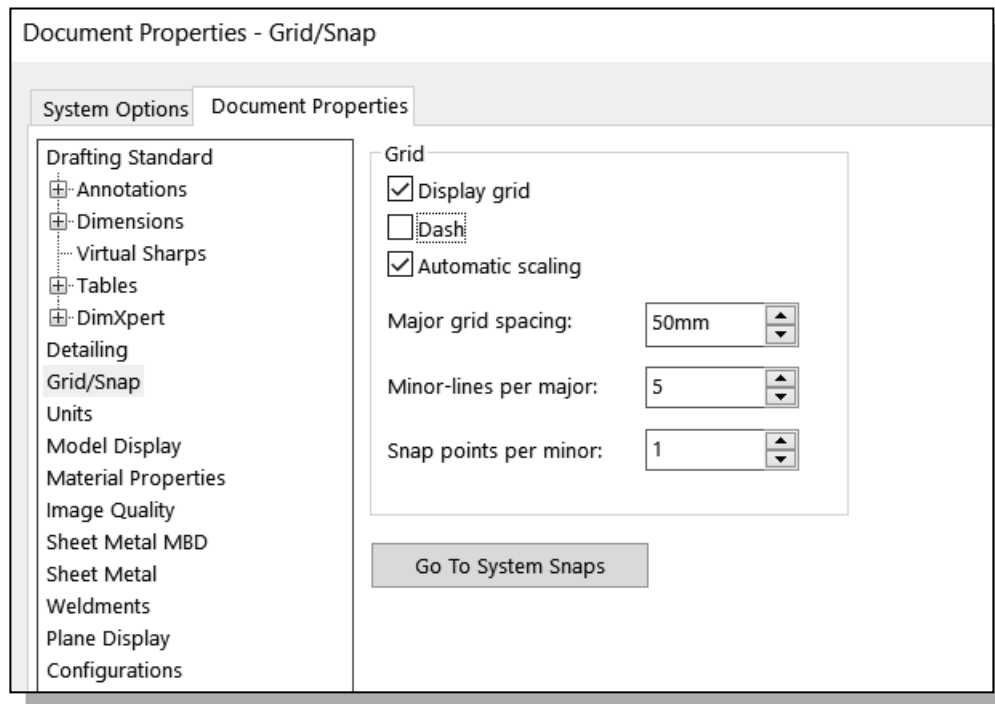 Document Properties - Grid/Snap
System Options
Document Properties
Drafting Standard
Annotations
Dimensions
Virtual Sharps
Tables
DimXpert
Detailing
Grid/Snap
Units
Model Display
Material Properties
Image Quality
Sheet Metal MBD
Sheet Metal
Weldments
Plane Display
Configurations
Grid
Display grid
Dash
Automatic scaling
Major grid spacing: 50mm
Minor-lines per major: 5
Snap points per minor: 1
Go To System Snaps